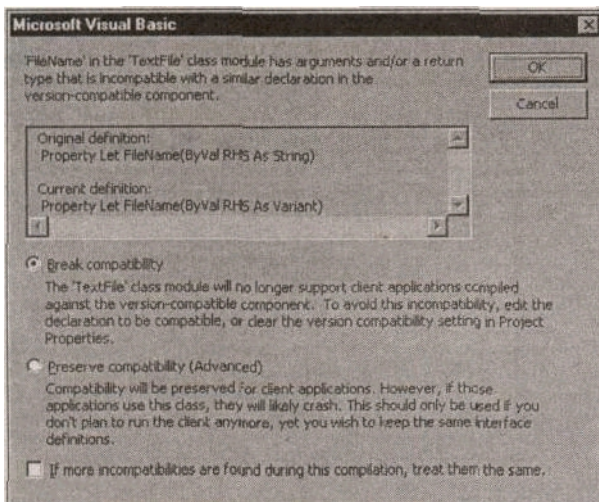 Microsoft Visual Basic
'FileName' in the 'TextFile' class module has arguments and/or a return
type that is incompatible with a similar declaration in the
version-compatible component.
OK
Cancel
Original definition:
Property Let FileName(ByVal RHS As String)
Current definition:
Property Let FileName(ByVal RHS As Variant)
Break compatibility
The 'TextFile' class module will no longer support client applications compiled
against the version-compatible component. To avoid this incompatibility, edit the
declaration to be compatible, or clear the version compatibility setting in Project
Properties.
Preserve compatibility (Advanced)
Compatibility will be preserved for client applications. However, if those
applications use this class, they will likely crash. This should only be used if you
don't plan to run the client anymore, yet you wish to keep the same interface
definitions.
If more incompatibilities are found during this compilation, treat them the same.